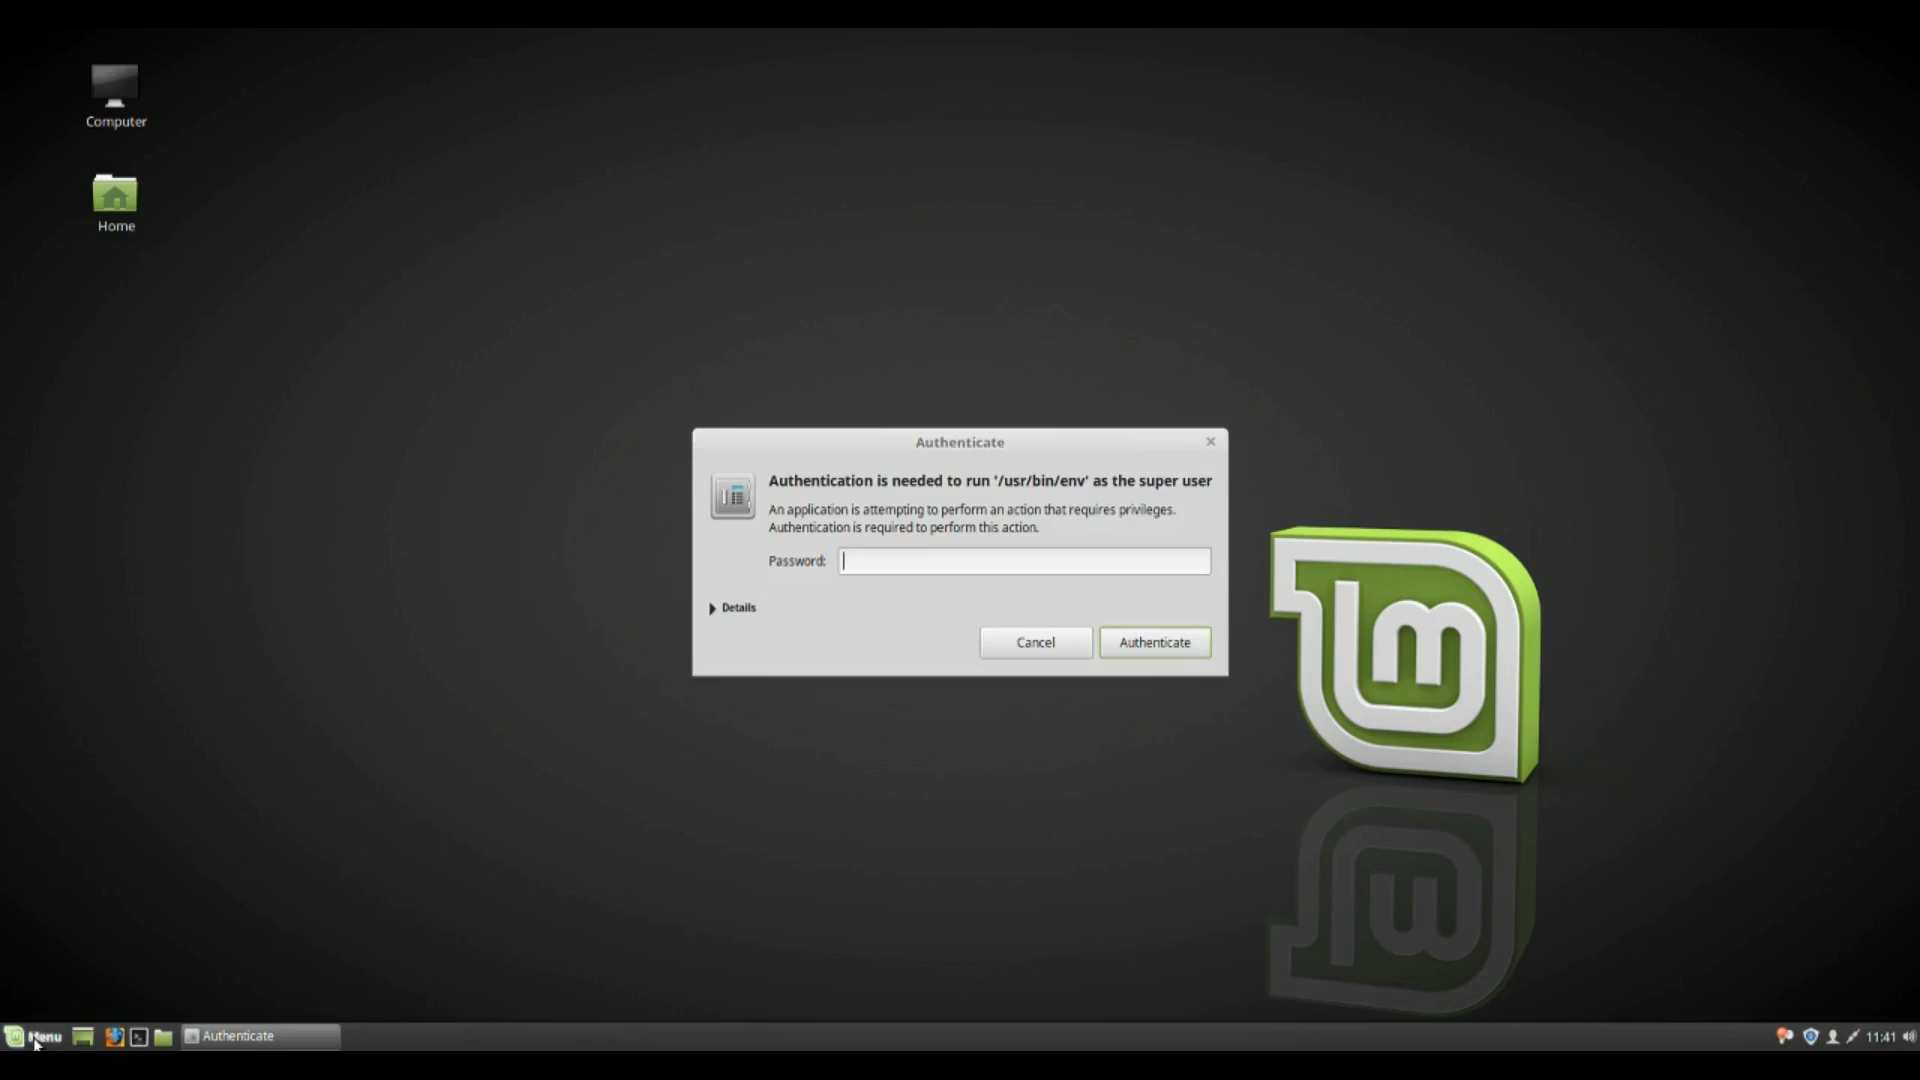 Computer
Home
Authenticate
Authentication is needed to run '/usr/bin/env' as the super user
An application is attempting to perform an action that requires privileges.
Authentication is required to perform this action.
Password:
Details
Cancel
Authenticate
Menu
Authenticate
11:41